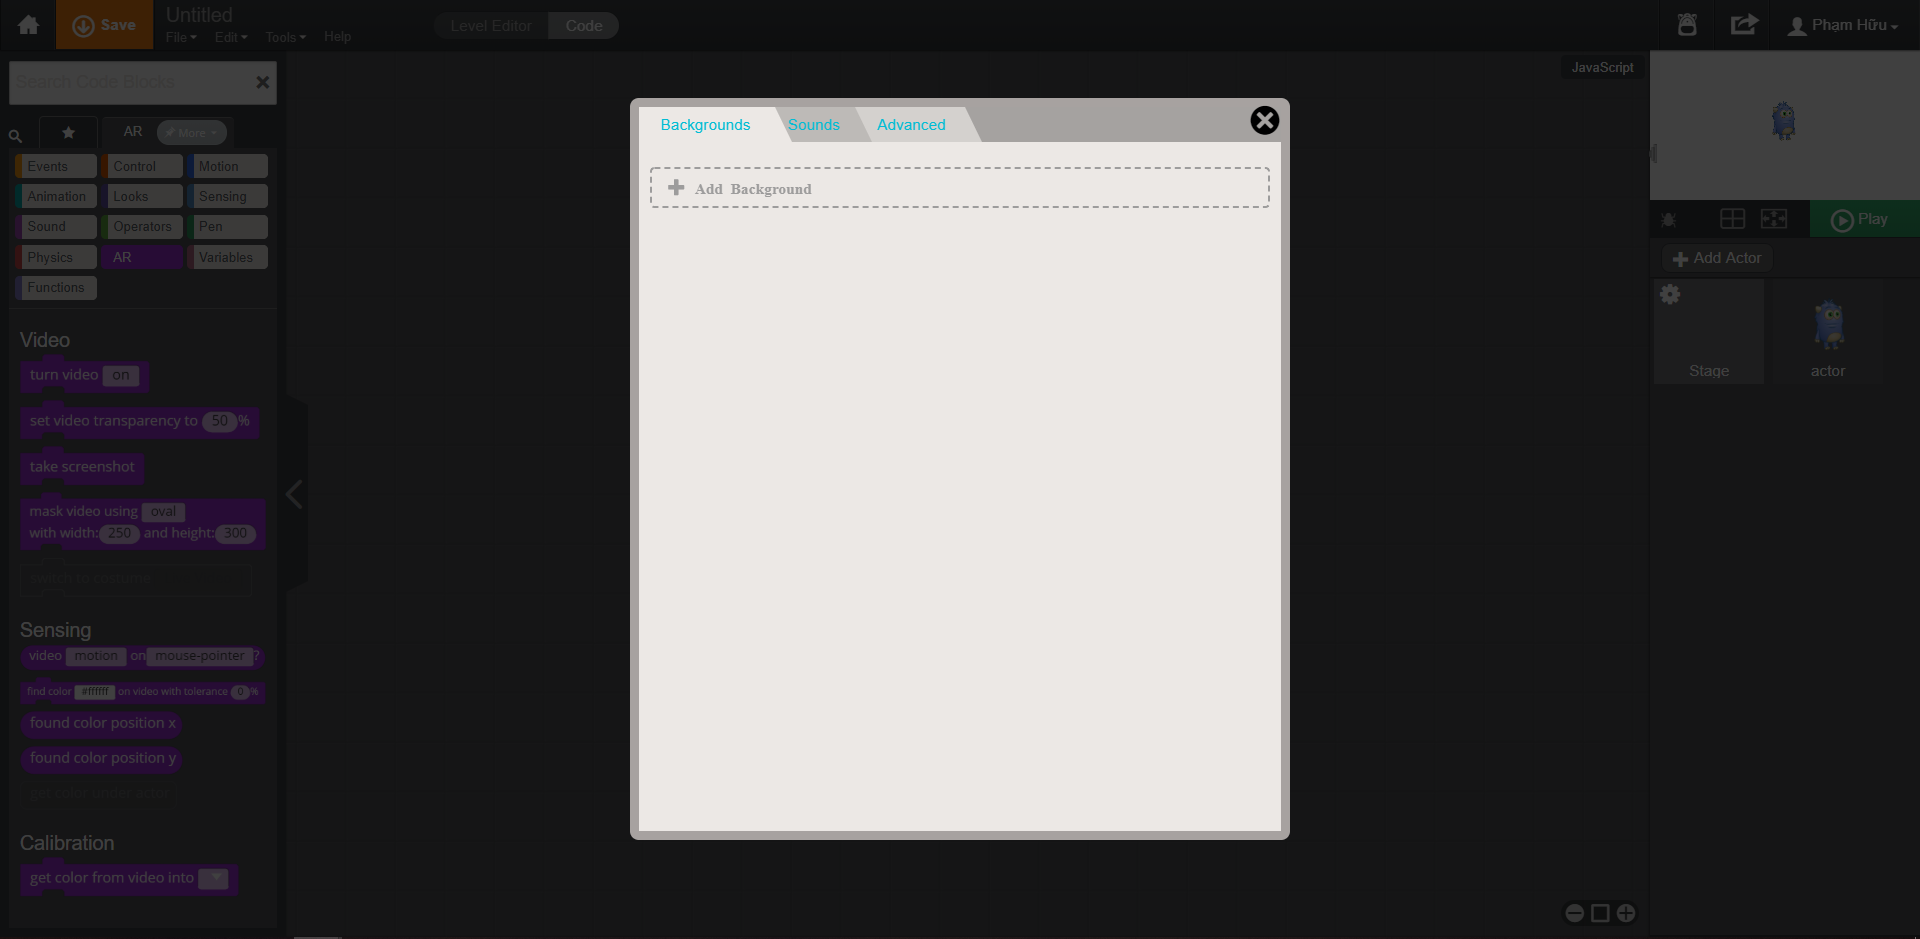 Save
Untitled
File
Edit
Tools
Help
Level Editor
Code
Phạm Hữu
Search Code Blocks
AR
More
Events
Control
Motion
Animation
Looks
Sensing
Sound
Operators
Pen
Physics
AR
Variables
Functions
Video
turn video on
set video transparency to 50 %
take screenshot
mask video using oval
with width: 250 and height: 300
switch to costume
Sensing
video motion on mouse-pointer ?
find color #ffffff on video with tolerance 0 %
found color position x
found color position y
get color under actor
Calibration
get color from video into
Backgrounds
Sounds
Advanced
Add Background
JavaScript
Play
Add Actor
Stage
actor